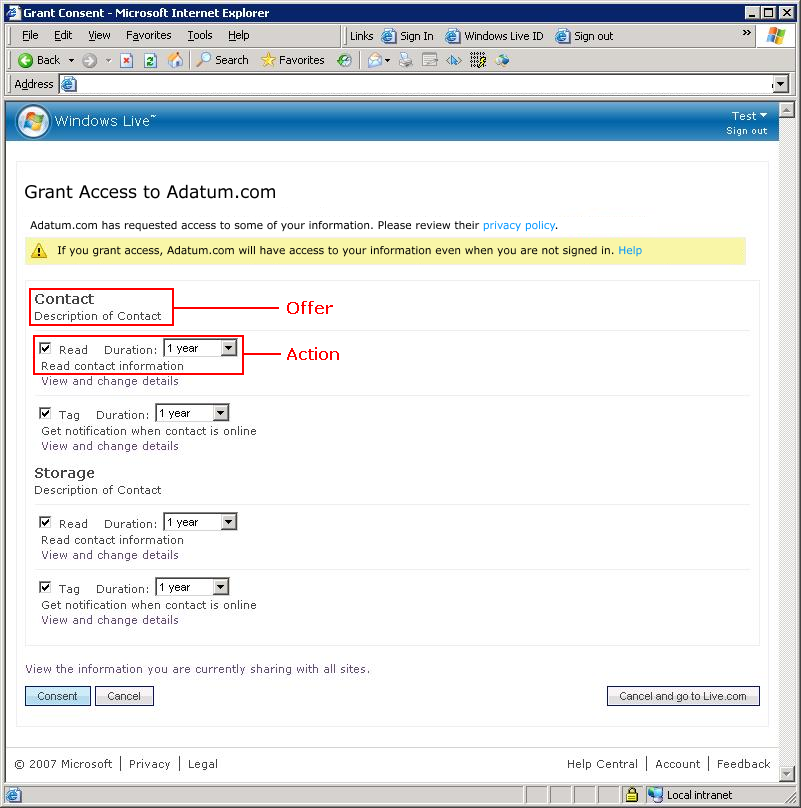 Grant Consent - Microsoft Internet Explorer
File Edit View Favorites Tools Help Links Sign In Windows Live ID Sign out »
Back Search Favorites
Address
Windows Live™ Test
Sign out
Grant Access to Adatum.com
Adatum.com has requested access to some of your information. Please review their privacy policy.
If you grant access, Adatum.com will have access to your information even when you are not signed in. Help
Contact
Description of Contact
Offer
Read Duration: 1 year
Action
Read contact information
View and change details
Tag Duration: 1 year
Get notification when contact is online
View and change details
Storage
Description of Contact
Read Duration: 1 year
Read contact information
View and change details
Tag Duration: 1 year
Get notification when contact is online
View and change details
View the information you are currently sharing with all sites.
Consent Cancel Cancel and go to Live.com
© 2007 Microsoft Privacy Legal Help Central Account Feedback
Local intranet